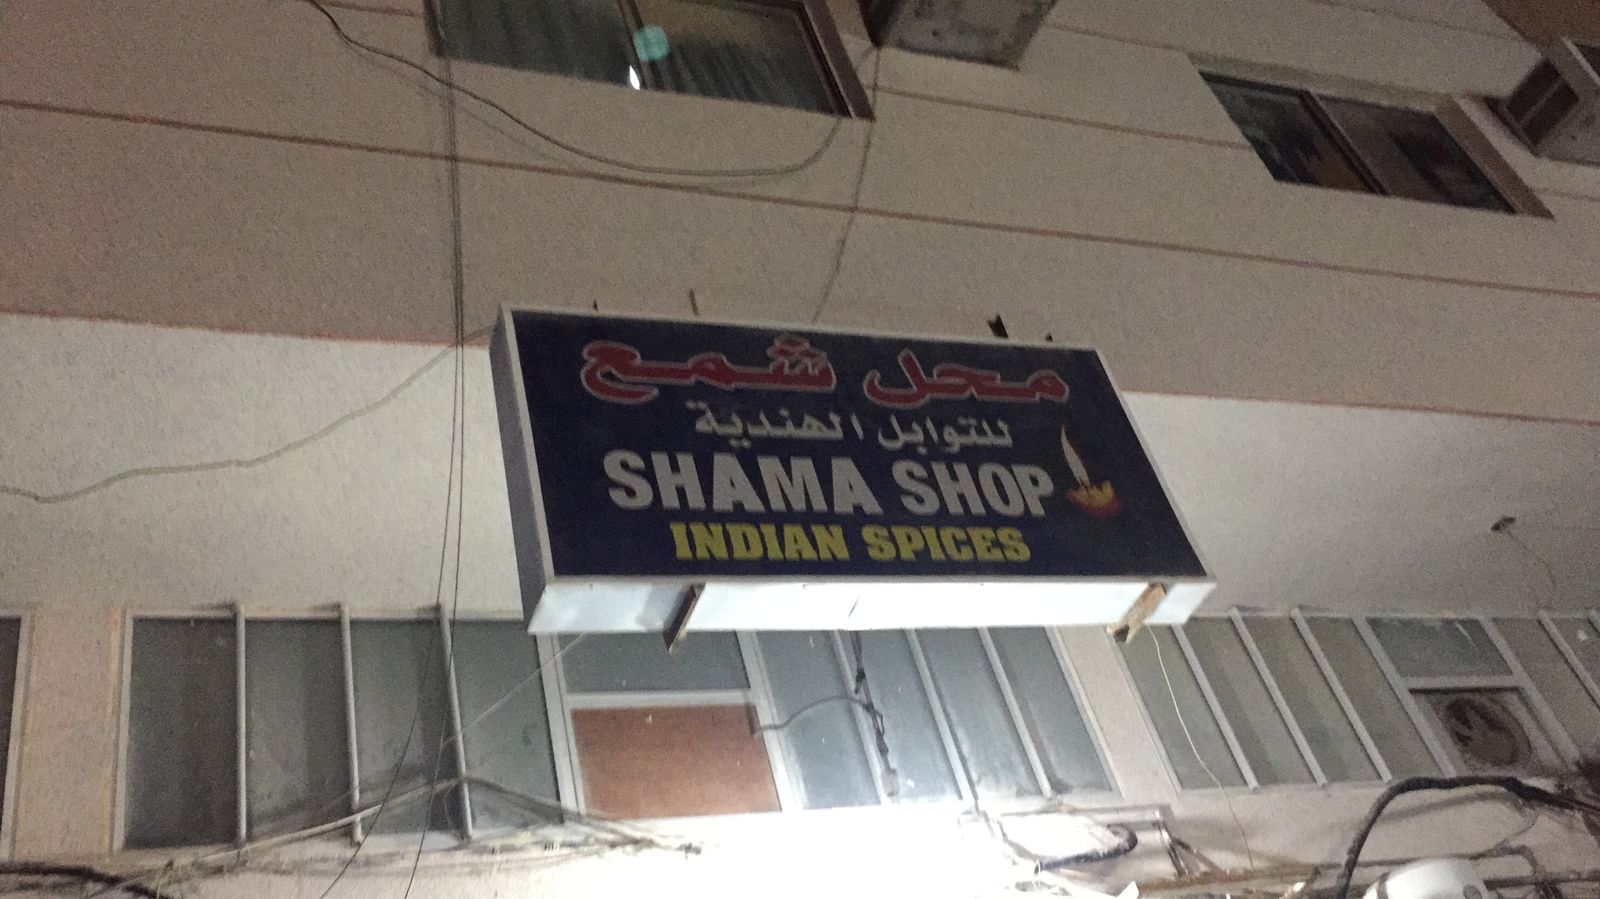 محل شمع
للتوابل الهندية
SHAMA SHOP
INDIAN SPICES